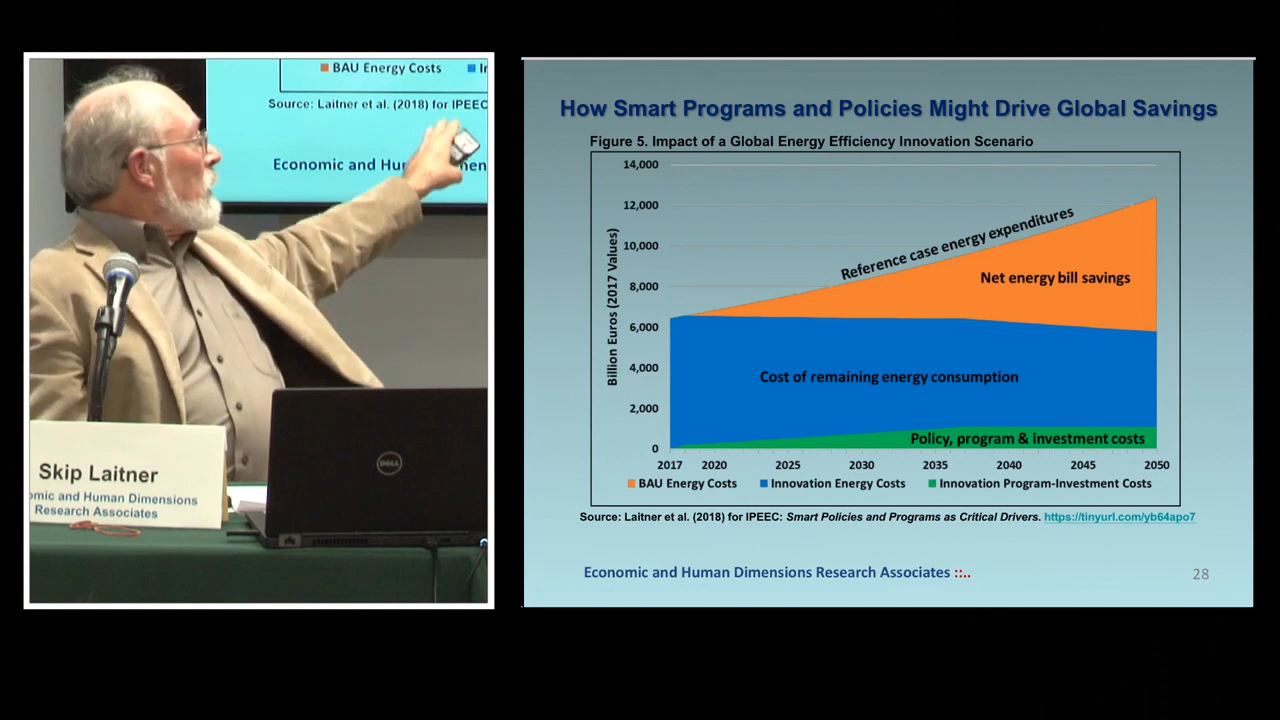 BAU Energy Costs
Source: Laitner et al. (2018) for IPEEC
Economic and
Skip Laitner
omic and Human Dimensions
Research Associates
DELL
How Smart Programs and Policies Might Drive Global Savings
Figure 5. Impact of a Global Energy Efficiency Innovation Scenario
14,000
12,000
10,000
8,000
6,000
4,000
2,000
0
Billion Euros (2017 Values)
Reference case energy expenditures
Net energy bill savings
Cost of remaining energy consumption
Policy, program & investment costs
2017 2020 2025 2030 2035 2040 2045 2050
BAU Energy Costs Innovation Energy Costs Innovation Program-Investment Costs
Source: Laitner et al. (2018) for IPEEC: Smart Policies and Programs as Critical Drivers. https://tinyurl.com/yb64apo7
Economic and Human Dimensions Research Associates ::..
28